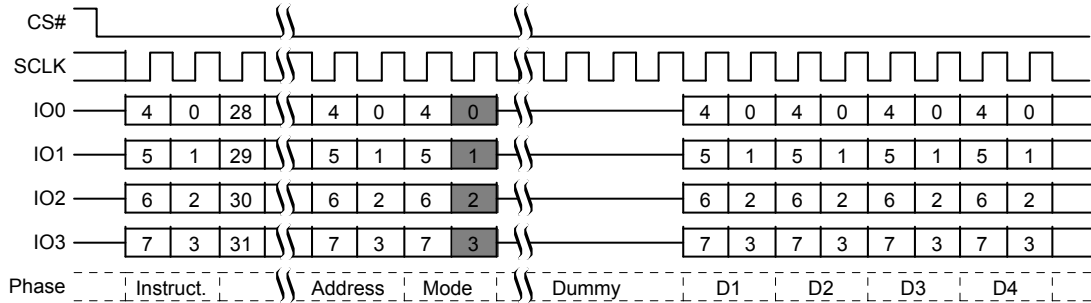 CS#
SCLK
IO0 4 0 28 4 0 4 0 4 0 4 0 4 0 4 0
IO1 5 1 29 5 1 5 1 5 1 5 1 5 1 5 1
IO2 6 2 30 6 2 6 2 6 2 6 2 6 2 6 2
IO3 7 3 31 7 3 7 3 7 3 7 3 7 3 7 3
Phase Instruct. Address Mode Dummy D1 D2 D3 D4